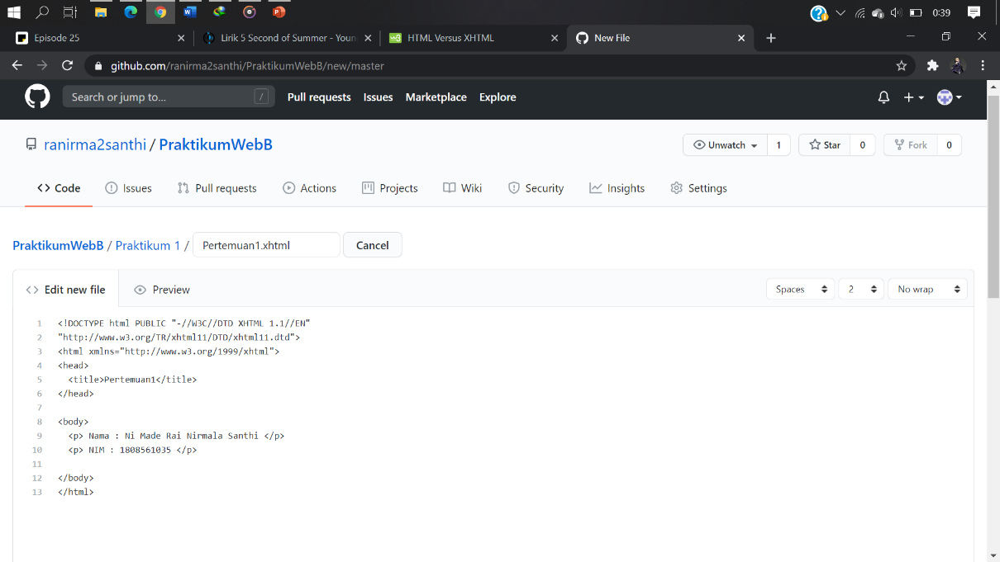 0:39
Episode 25
Lirik 5 Second of Summer - Youn
HTML Versus XHTML
New File
github.com/ranirma2santhi/PraktikumWebB/new/master
Search or jump to... /
Pull requests Issues Marketplace Explore
ranirma2santhi / PraktikumWebB
Unwatch 1 Star 0 Fork 0
Code Issues Pull requests Actions Projects Wiki Security Insights Settings
PraktikumWebB / Praktikum 1 / Pertemuan1.xhtml Cancel
<> Edit new file Preview Spaces 2 No wrap
1 <!DOCTYPE html PUBLIC "-//W3C//DTD XHTML 1.1//EN"
2 "http://www.w3.org/TR/xhtml11/DTD/xhtml11.dtd">
3 <html xmlns="http://www.w3.org/1999/xhtml">
4 <head>
5 <title>Pertemuan1</title>
6 </head>
7
8 <body>
9 <p> Nama : Ni Made Rai Nirmala Santhi </p>
10 <p> NIM : 1808561035 </p>
11
12 </body>
13 </html>